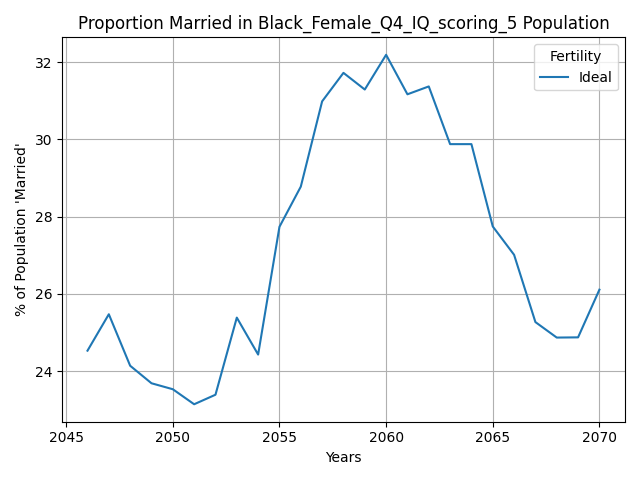 Proportion Married in Black_Female_Q4_IQ_scoring_5 Population
% of Population 'Married'
32
30
28
26
24
Fertility
Ideal
2045 2050 2055 2060 2065 2070
Years